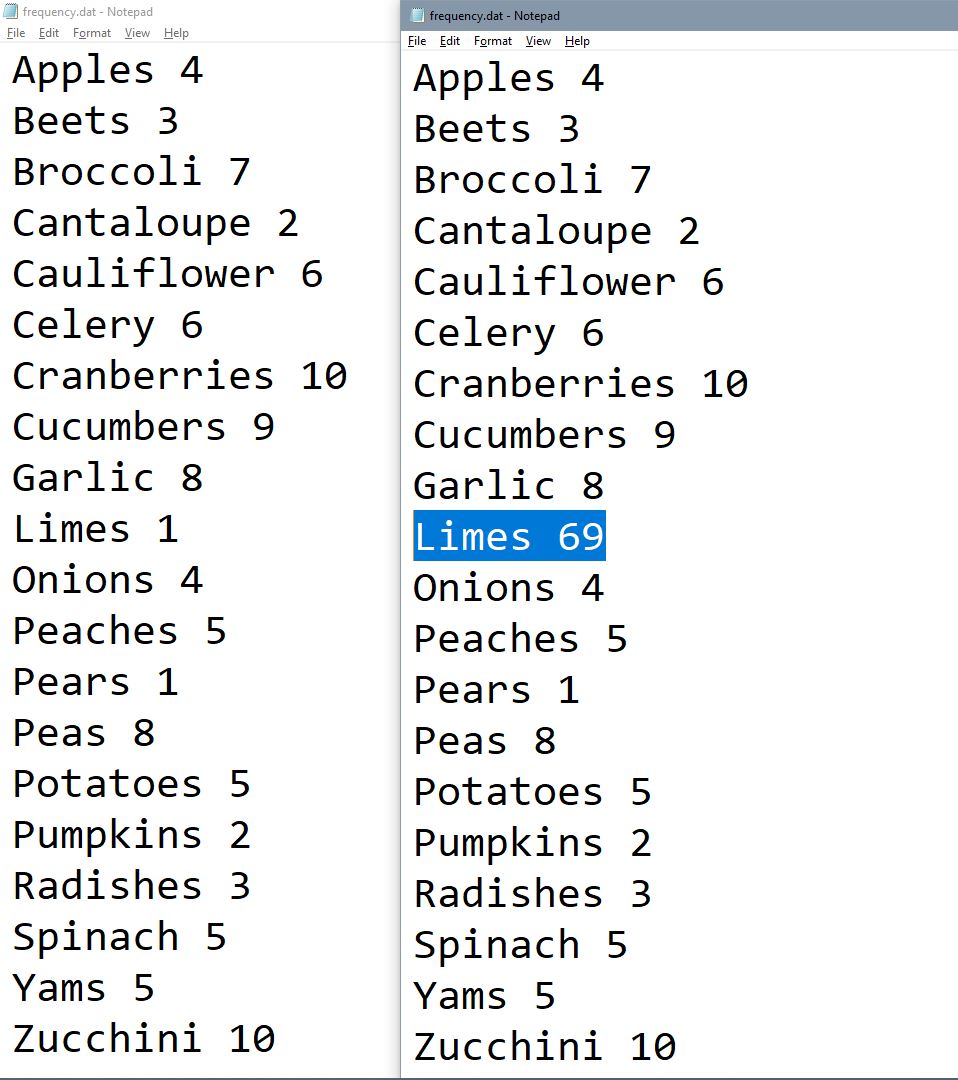 frequency.dat - Notepad
File Edit Format View Help
Apples 4
Beets 3
Broccoli 7
Cantaloupe 2
Cauliflower 6
Celery 6
Cranberries 10
Cucumbers 9
Garlic 8
Limes 1
Onions 4
Peaches 5
Pears 1
Peas 8
Potatoes 5
Pumpkins 2
Radishes 3
Spinach 5
Yams 5
Zucchini 10
frequency.dat - Notepad
File Edit Format View Help
Apples 4
Beets 3
Broccoli 7
Cantaloupe 2
Cauliflower 6
Celery 6
Cranberries 10
Cucumbers 9
Garlic 8
Limes 69
Onions 4
Peaches 5
Pears 1
Peas 8
Potatoes 5
Pumpkins 2
Radishes 3
Spinach 5
Yams 5
Zucchini 10